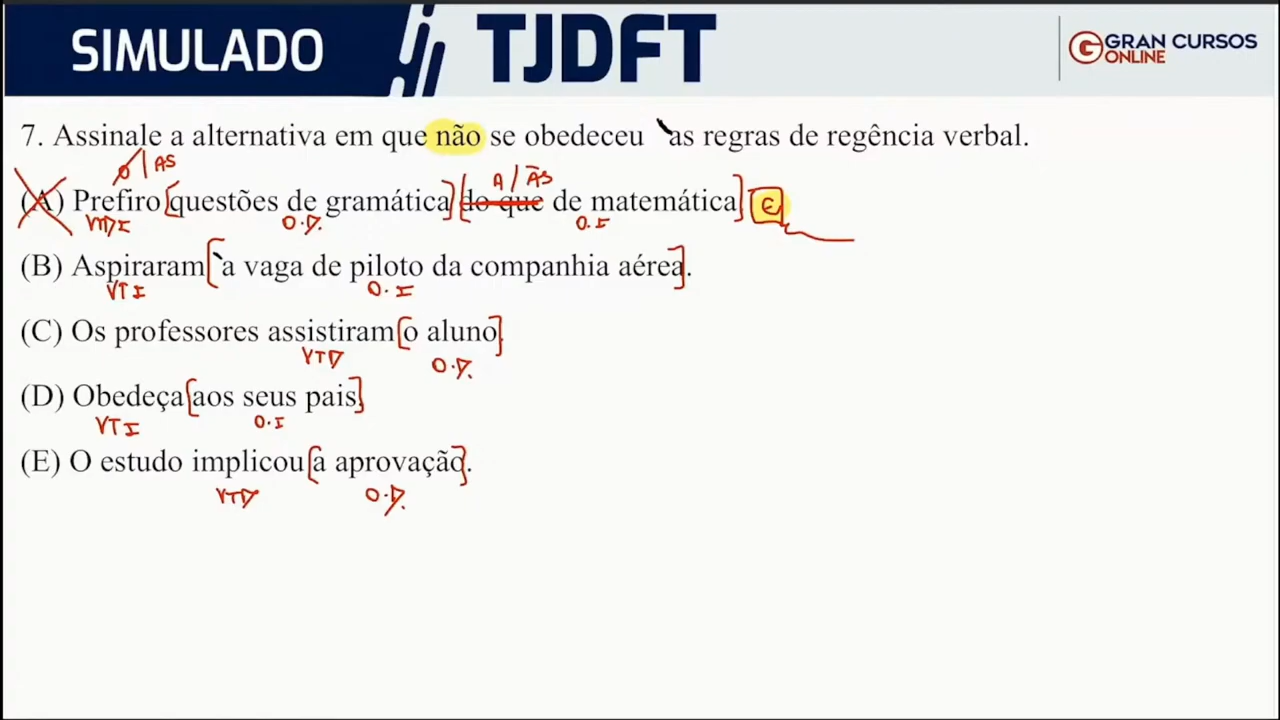 SIMULADO TJDFT GRAN CURSOS ONLINE
7. Assinale a alternativa em que não se obedeceu `as regras de regência verbal.
Ø/AS A/ÀS
(A) Prefiro [questões de gramática] [do que de matemática] E
VTDI O.D. O.I
(B) Aspiraram [`a vaga de piloto da companhia aérea].
VTI O.I
(C) Os professores assistiram [o aluno].
VTD O.D.
(D) Obedeça [aos seus pais].
VTI O.I
(E) O estudo implicou [a aprovação].
VTD O.D.